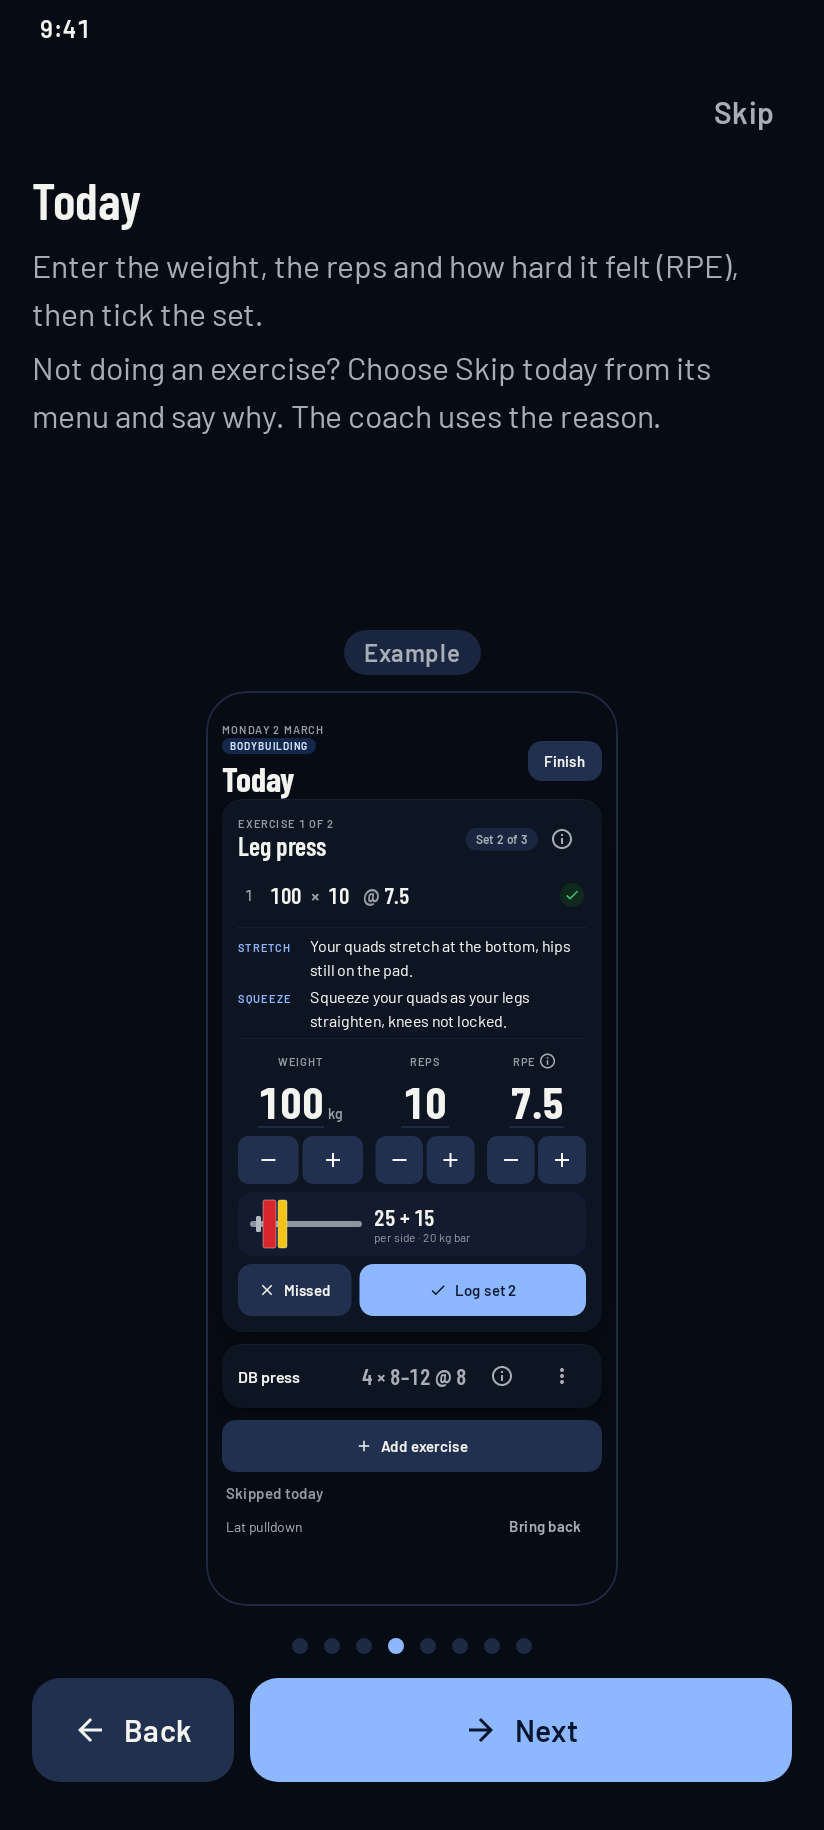 9:41
Skip
Today
Enter the weight, the reps and how hard it felt (RPE),
then tick the set.
Not doing an exercise? Choose Skip today from its
menu and say why. The coach uses the reason.
Example
MONDAY 2 MARCH
BODYBUILDING
Today
Finish
EXERCISE 1 OF 2
Leg press
Set 2 of 3
1 100 × 10 @ 7.5
STRETCH Your quads stretch at the bottom, hips
still on the pad.
SQUEEZE Squeeze your quads as your legs
straighten, knees not locked.
WEIGHT REPS RPE
100 kg 10 7.5
25 + 15
per side · 20 kg bar
Missed Log set 2
DB press 4 × 8–12 @ 8
Add exercise
Skipped today
Lat pulldown Bring back
Back Next